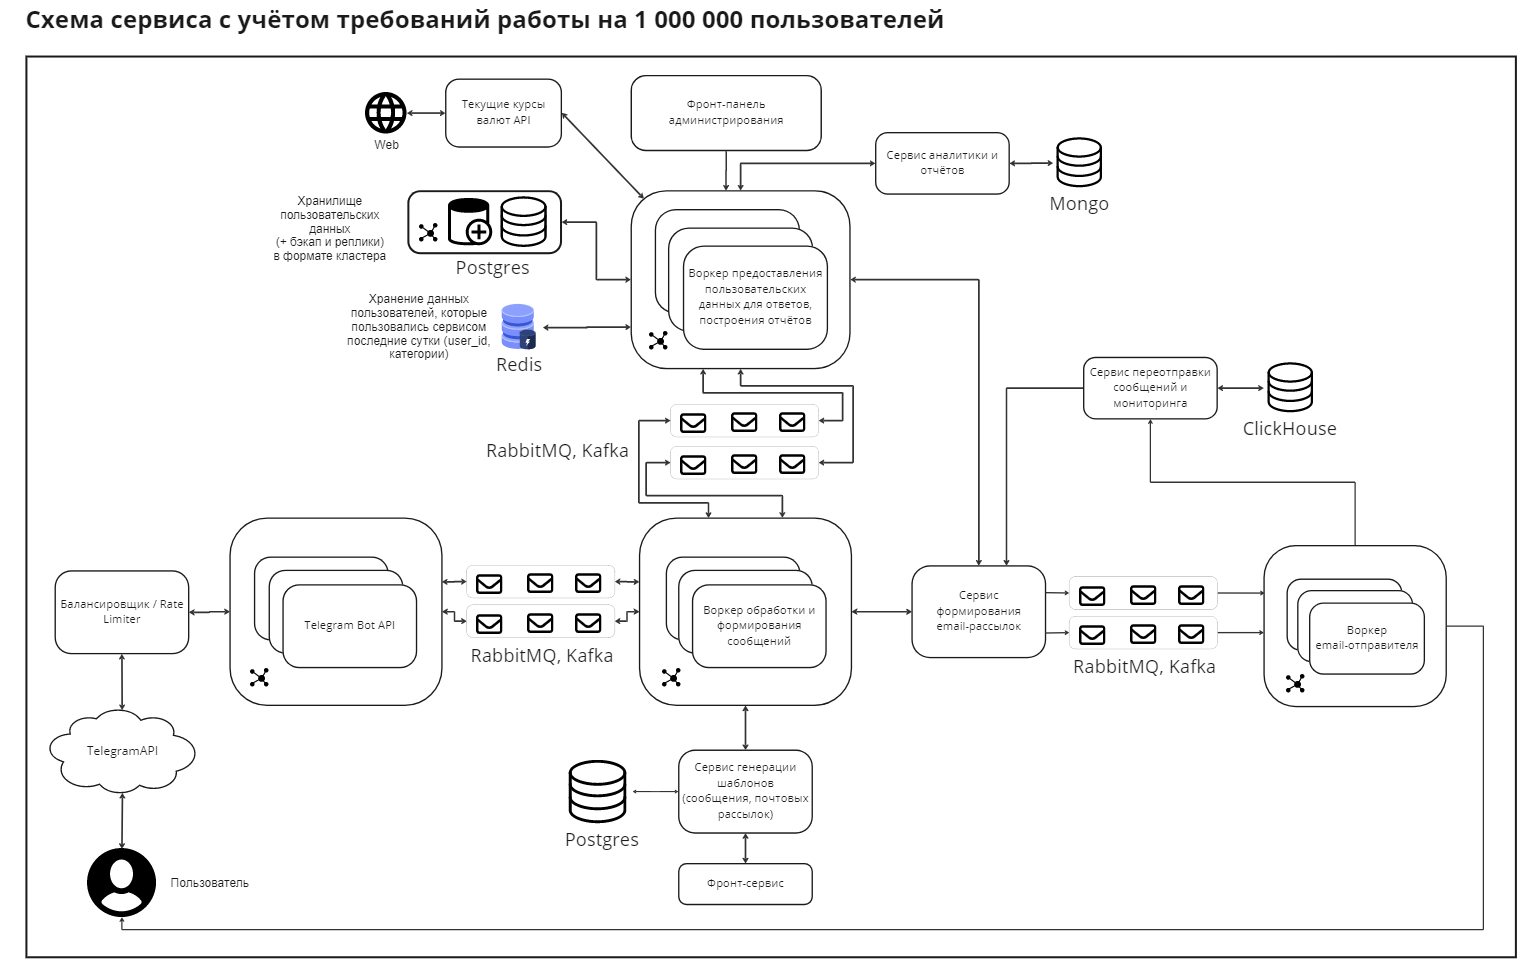 Схема сервиса с учётом требований работы на 1 000 000 пользователей
Web
Текущие курсы
валют API
Фронт-панель
администрирования
Сервис аналитики и
отчётов
Mongo
Хранилище
пользовательских
данных
(+ бэкап и реплики)
в формате кластера
Postgres
Воркер предоставления
пользовательских
данных для ответов,
построения отчётов
Хранение данных
пользователей, которые
пользовались сервисом
последние сутки (user_id,
категории)
Redis
Сервис переотправки
сообщений и
мониторинга
ClickHouse
RabbitMQ, Kafka
Балансировщик / Rate
Limiter
Telegram Bot API
RabbitMQ, Kafka
Воркер обработки и
формирования
сообщений
Сервис
формирования
email-рассылок
RabbitMQ, Kafka
Воркер
email-отправителя
TelegramAPI
Сервис генерации
шаблонов
(сообщения, почтовых
рассылок)
Postgres
Пользователь
Фронт-сервис